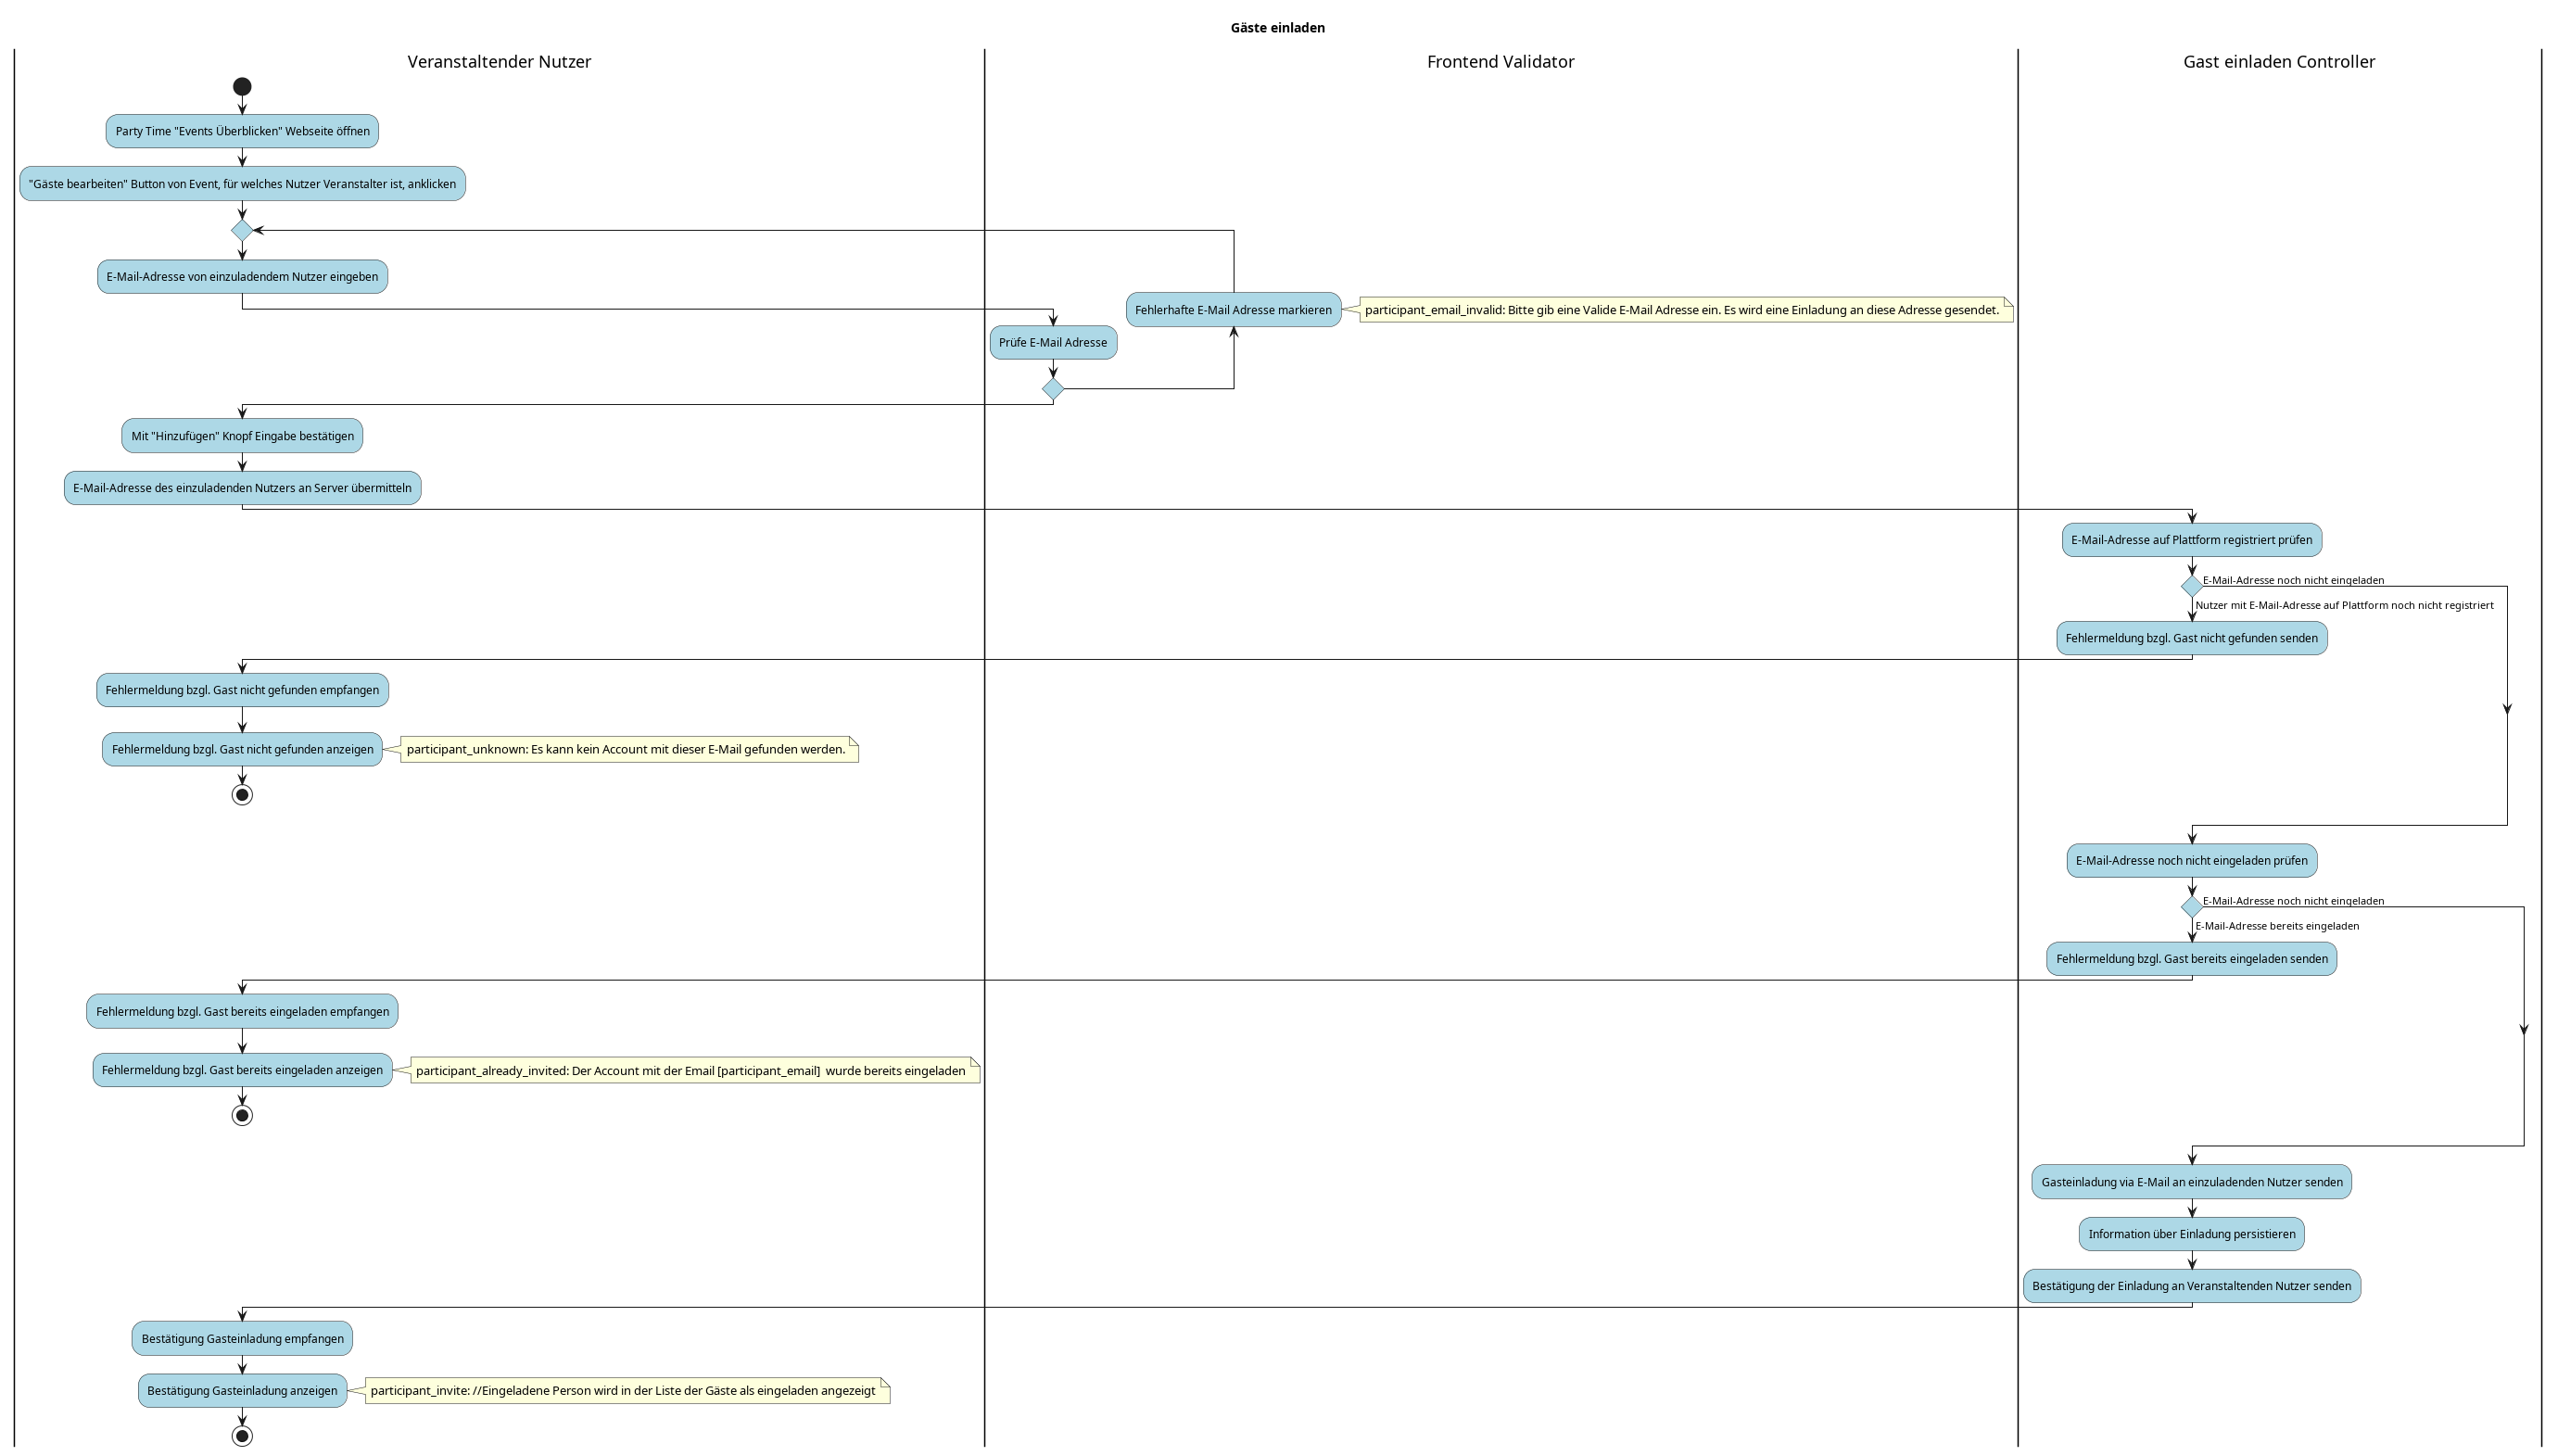 Gäste einladen
Veranstaltender Nutzer
Frontend Validator
Gast einladen Controller
Party Time "Events Überblicken" Webseite öffnen
"Gäste bearbeiten" Button von Event, für welches Nutzer Veranstalter ist, anklicken
E-Mail-Adresse von einzuladendem Nutzer eingeben
Fehlerhafte E-Mail Adresse markieren
participant_email_invalid: Bitte gib eine Valide E-Mail Adresse ein. Es wird eine Einladung an diese Adresse gesendet.
Prüfe E-Mail Adresse
Mit "Hinzufügen" Knopf Eingabe bestätigen
E-Mail-Adresse des einzuladenden Nutzers an Server übermitteln
E-Mail-Adresse auf Plattform registriert prüfen
E-Mail-Adresse noch nicht eingeladen
Nutzer mit E-Mail-Adresse auf Plattform noch nicht registriert
Fehlermeldung bzgl. Gast nicht gefunden senden
Fehlermeldung bzgl. Gast nicht gefunden empfangen
Fehlermeldung bzgl. Gast nicht gefunden anzeigen
participant_unknown: Es kann kein Account mit dieser E-Mail gefunden werden.
E-Mail-Adresse noch nicht eingeladen prüfen
E-Mail-Adresse noch nicht eingeladen
E-Mail-Adresse bereits eingeladen
Fehlermeldung bzgl. Gast bereits eingeladen senden
Fehlermeldung bzgl. Gast bereits eingeladen empfangen
Fehlermeldung bzgl. Gast bereits eingeladen anzeigen
participant_already_invited: Der Account mit der Email [participant_email]  wurde bereits eingeladen
Gasteinladung via E-Mail an einzuladenden Nutzer senden
Information über Einladung persistieren
Bestätigung der Einladung an Veranstaltenden Nutzer senden
Bestätigung Gasteinladung empfangen
Bestätigung Gasteinladung anzeigen
participant_invite: //Eingeladene Person wird in der Liste der Gäste als eingeladen angezeigt